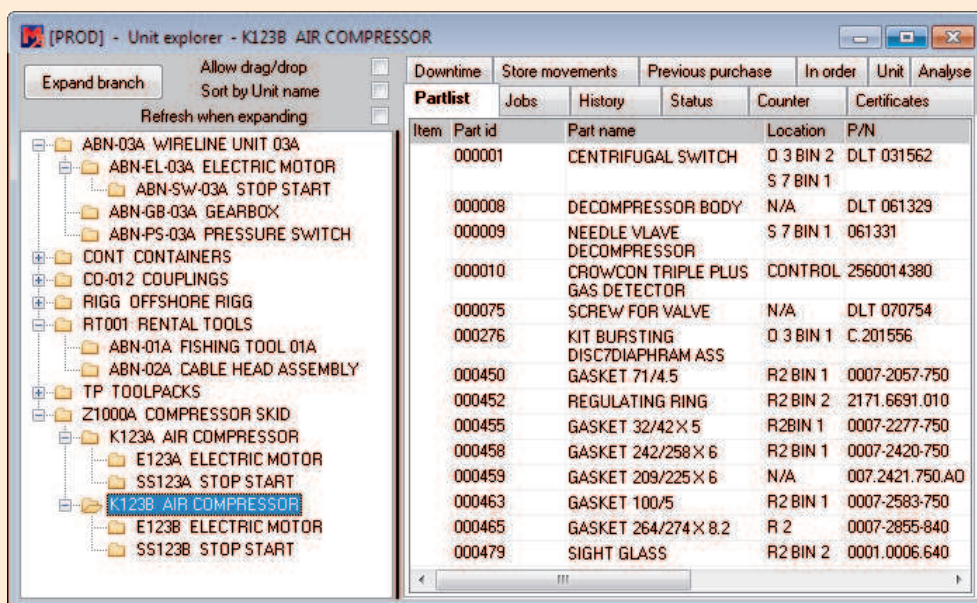 [PROD] - Unit explorer - K123B AIR COMPRESSOR
Expand branch
Allow drag/drop
Sort by Unit name
Refresh when expanding
ABN-03A WIRELINE UNIT 03A
ABN-EL-03A ELECTRIC MOTOR
ABN-SW-03A STOP START
ABN-GB-03A GEARBOX
ABN-PS-03A PRESSURE SWITCH
CONT CONTAINERS
CO-012 COUPLINGS
RIGG OFFSHORE RIGG
RT001 RENTAL TOOLS
ABN-01A FISHING TOOL 01A
ABN-02A CABLE HEAD ASSEMBLY
TP TOOLPACKS
Z1000A COMPRESSOR SKID
K123A AIR COMPRESSOR
E123A ELECTRIC MOTOR
SS123A STOP START
K123B AIR COMPRESSOR
E123B ELECTRIC MOTOR
SS123B STOP START
Downtime Store movements Previous purchase In order Unit Analyse
Partlist Jobs History Status Counter Certificates
Item Part id Part name Location P/N
000001 CENTRIFUGAL SWITCH O 3 BIN 2 DLT 031562
S 7 BIN 1
000008 DECOMPRESSOR BODY N/A DLT 061329
000009 NEEDLE VLAVE S 7 BIN 1 061331
DECOMPRESSOR
000010 CROWCON TRIPLE PLUS CONTROL 2560014380
GAS DETECTOR
000075 SCREW FOR VALVE N/A DLT 070754
000276 KIT BURSTING O 3 BIN 1 C.201556
DISC7DIAPHRAM ASS
000450 GASKET 71/4.5 R2 BIN 1 0007-2057-750
000452 REGULATING RING R2 BIN 2 2171.6691.010
000455 GASKET 32/42 X 5 R2BIN 1 0007-2277-750
000458 GASKET 242/258 X 6 R2 BIN 1 0007-2420-750
000459 GASKET 209/225 X 6 N/A 007.2421.750.AO
000463 GASKET 100/5 R2 BIN 1 0007-2583-750
000465 GASKET 264/274 X 8.2 R 2 0007-2855-840
000479 SIGHT GLASS R2 BIN 2 0001.0006.640